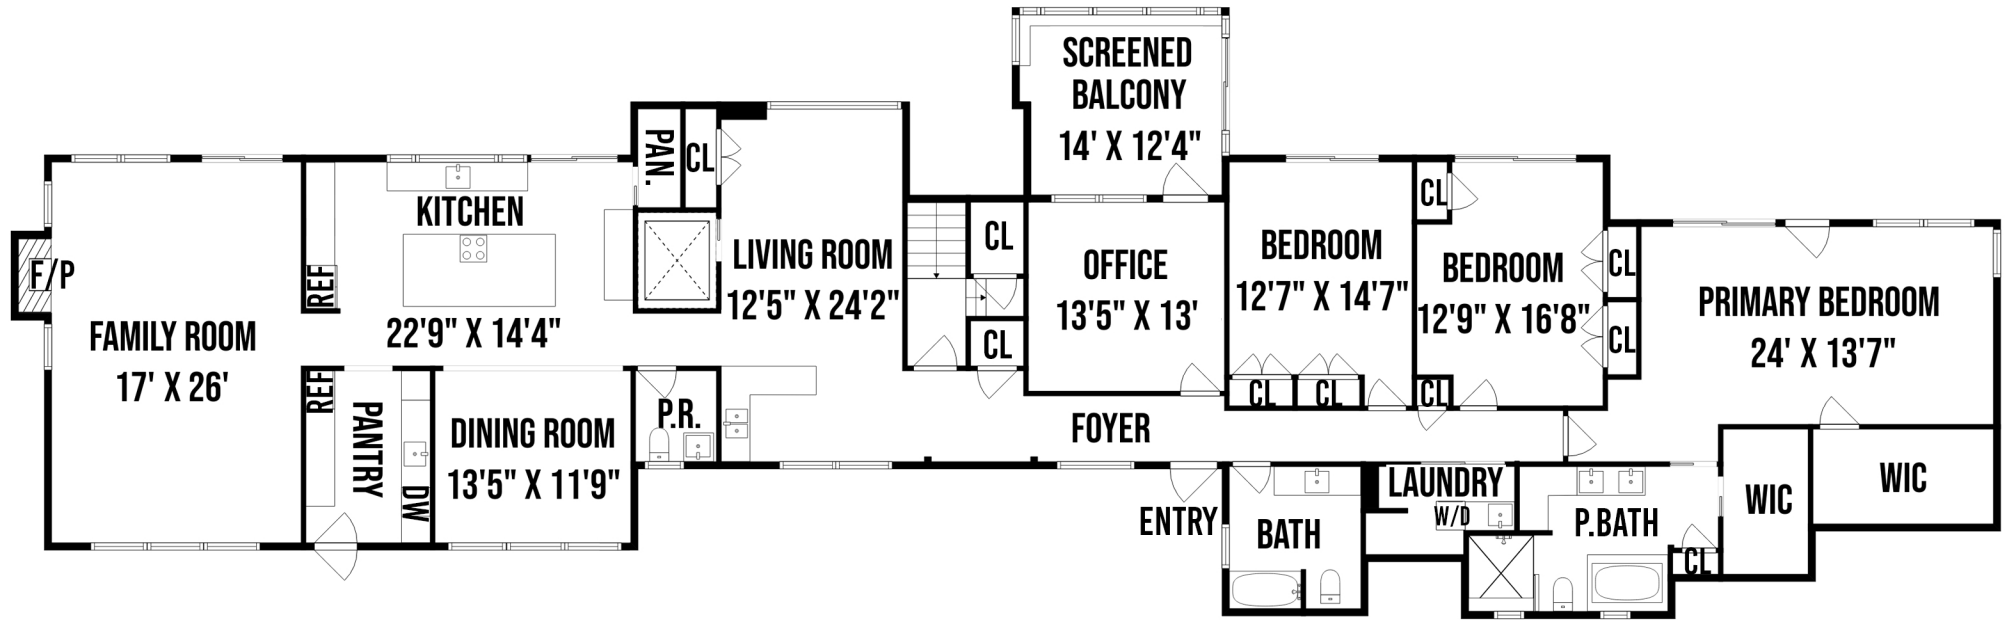 SCREENED
BALCONY
14' X 12'4"
PAN.
CL
KITCHEN
22'9" X 14'4"
REF
F/P
FAMILY ROOM
17' X 26'
LIVING ROOM
12'5" X 24'2"
CL
CL
OFFICE
13'5" X 13'
BEDROOM
12'7" X 14'7"
CL
CL
CL
BEDROOM
12'9" X 16'8"
CL
CL
CL
PRIMARY BEDROOM
24' X 13'7"
REF
PANTRY
DW
DINING ROOM
13'5" X 11'9"
P.R.
FOYER
ENTRY
BATH
LAUNDRY
W/D
P.BATH
CL
WIC
WIC